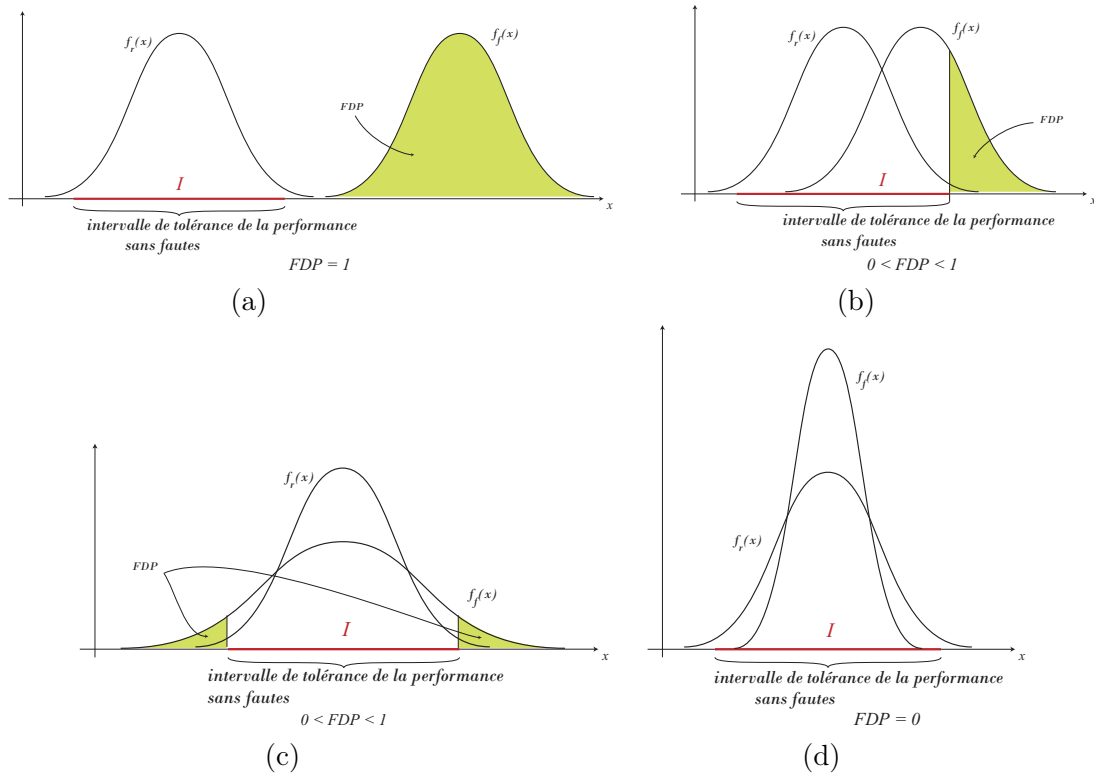 f_r(x)
f_f(x)
FDP
I
x
intervalle de tolérance de la performance
sans fautes
FDP = 1
(a)
f_r(x)
f_f(x)
FDP
I
x
intervalle de tolérance de la performance
sans fautes
0 < FDP < 1
(b)
f_r(x)
FDP
f_f(x)
I
x
intervalle de tolérance de la performance
sans fautes
0 < FDP < 1
(c)
f_f(x)
f_r(x)
I
x
intervalle de tolérance de la performance
sans fautes
FDP = 0
(d)